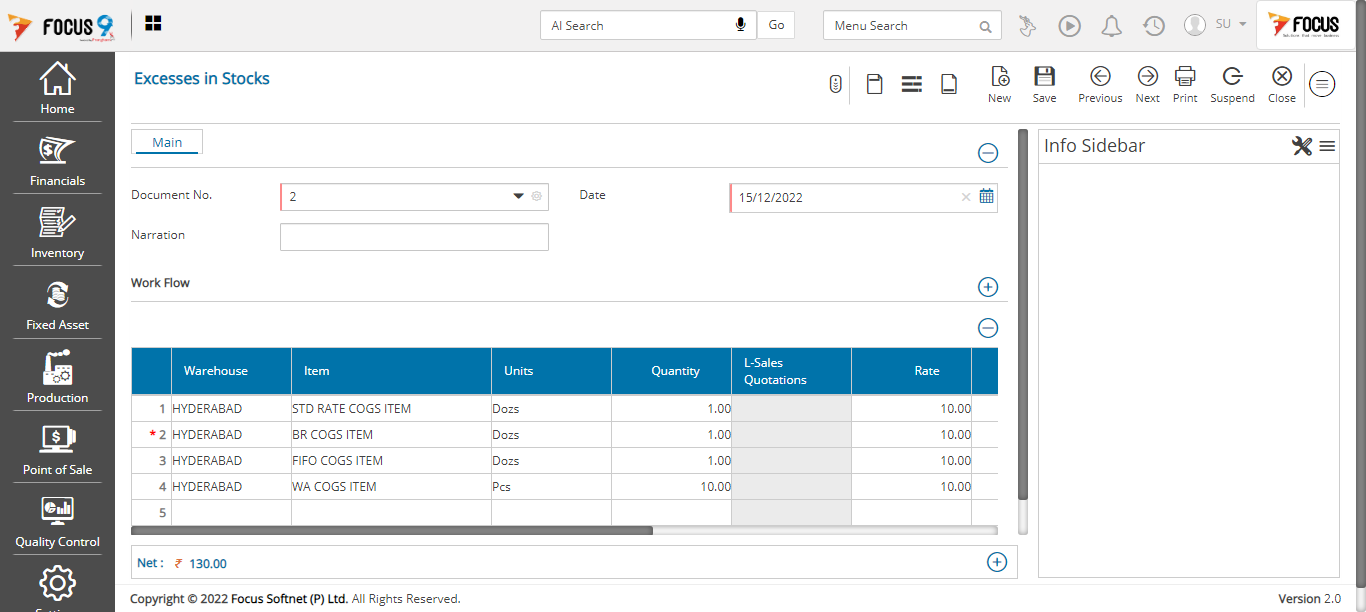 FOCUS 9
AI Search
Go
Menu Search
SU
FOCUS
Home
Financials
Inventory
Fixed Asset
Production
Point of Sale
Quality Control
Excesses in Stocks
New
Save
Previous
Next
Print
Suspend
Close
Main
Document No.
2
Date
15/12/2022
Narration
Work Flow
Warehouse Item Units Quantity L-Sales Quotations Rate
1 HYDERABAD STD RATE COGS ITEM Dozs 1.00 10.00
* 2 HYDERABAD BR COGS ITEM Dozs 1.00 10.00
3 HYDERABAD FIFO COGS ITEM Dozs 1.00 10.00
4 HYDERABAD WA COGS ITEM Pcs 10.00 10.00
5
Net : ₹ 130.00
Info Sidebar
Copyright © 2022 Focus Softnet (P) Ltd. All Rights Reserved.
Version 2.0